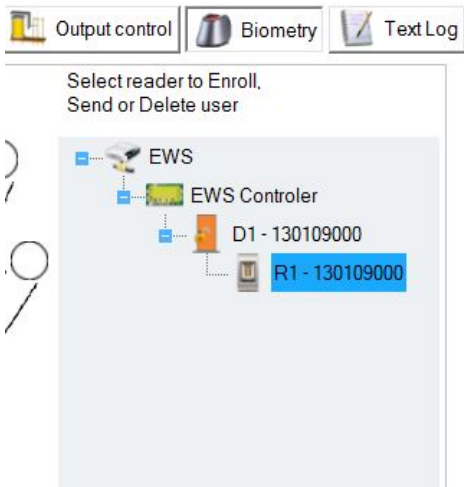 Output control
Biometry
Text Log
Select reader to Enroll,
Send or Delete user
EWS
EWS Controler
D1 - 130109000
R1 - 130109000